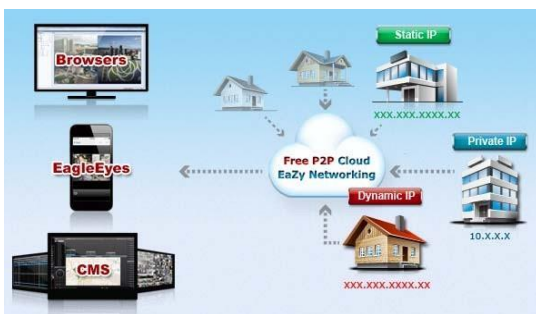 Browsers
EagleEyes
CMS
Static IP
XXX.XXX.XXXX.XX
Free P2P Cloud
EaZy Networking
Private IP
10.X.X.X
Dynamic IP
XXX.XXX.XXXX.XX